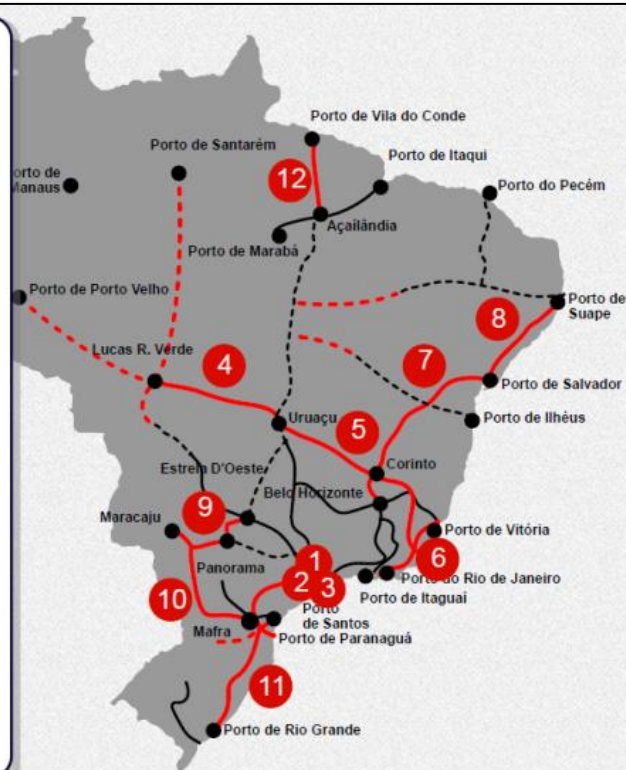 Porto de Vila do Conde
Porto de Santarém
Porto de Itaqui
orto de
Manaus
12
Porto do Pecém
Açailândia
Porto de Marabá
Porto de Porto Velho
Porto de
Suape
8
Lucas R. Verde
4
7
Porto de Salvador
Uruaçu
5
Porto de Ilhéus
Estrela D'Oeste
Corinto
Belo Horizonte
9
Maracaju
Porto de Vitória
Panorama
1
6
2
3
Porto do Rio de Janeiro
10
Porto de Itaguaí
Porto
de Santos
Mafra
Porto de Paranaguá
11
Porto de Rio Grande